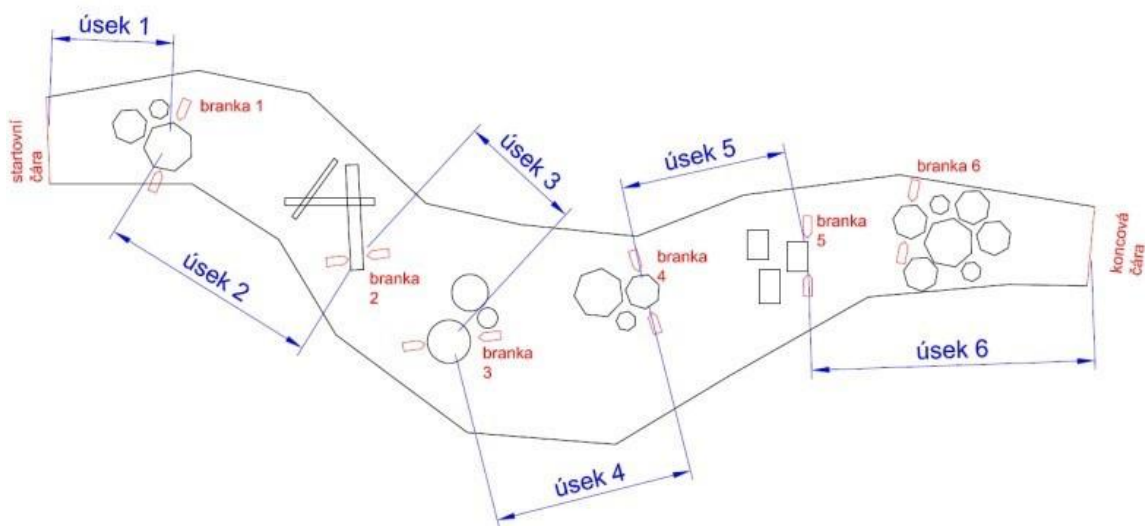 úsek 1
branka 1
startovní
čára
úsek 2
branka
2
úsek 3
branka
3
úsek 4
branka
4
úsek 5
branka
5
branka 6
úsek 6
koncová
čára